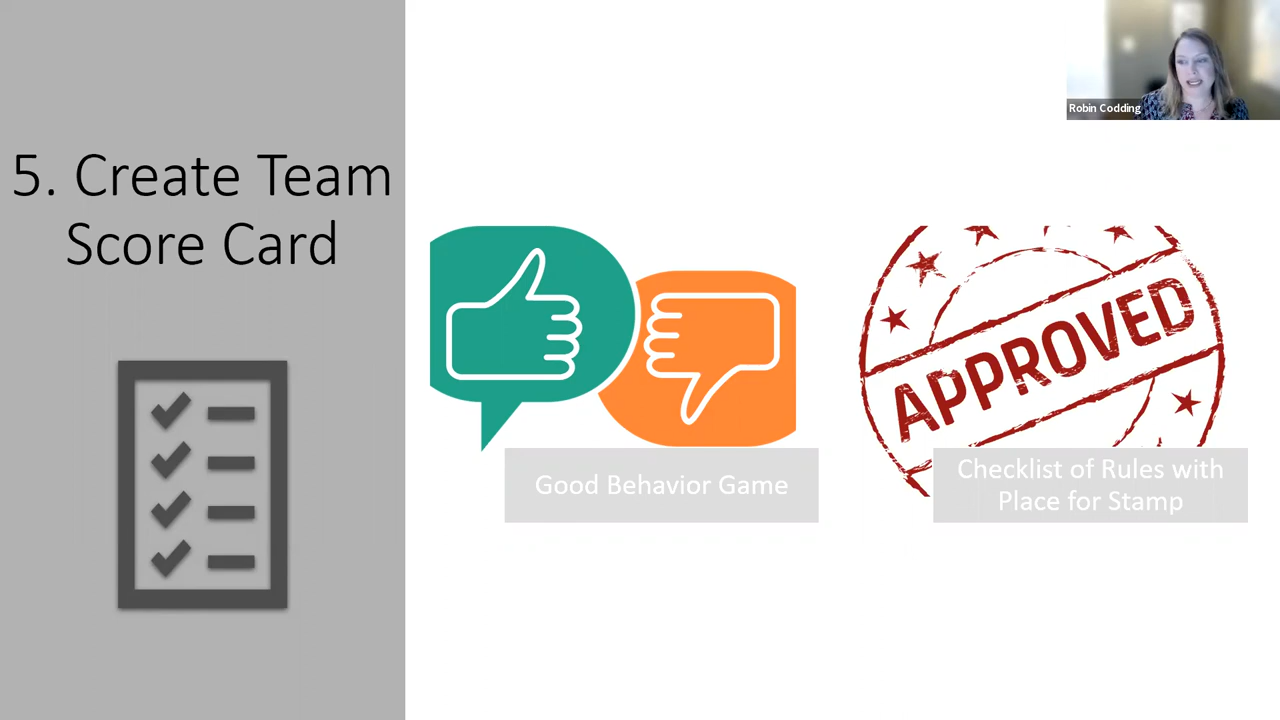 5. Create Team
Score Card
Robin Codding
APPROVED
Good Behavior Game
Checklist of Rules with
Place for Stamp